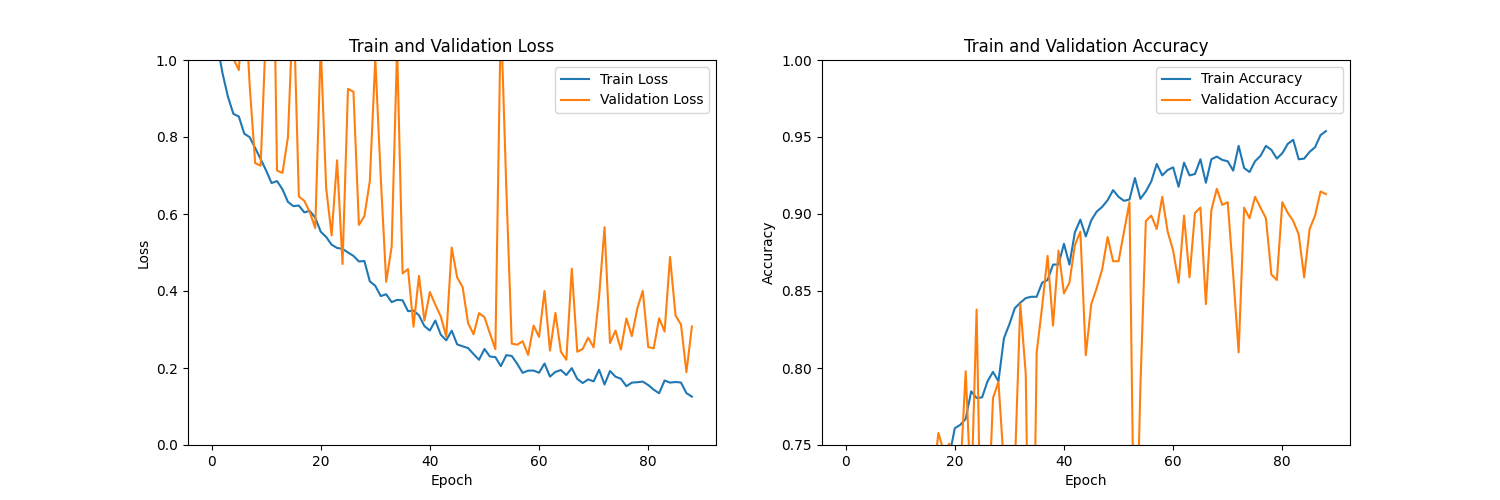 Train and Validation Loss
Train Loss
Validation Loss
1.0
0.8
0.6
0.4
0.2
0.0
Loss
0
20
40
60
80
Epoch
Train and Validation Accuracy
Train Accuracy
Validation Accuracy
1.00
0.95
0.90
0.85
0.80
0.75
Accuracy
0
20
40
60
80
Epoch